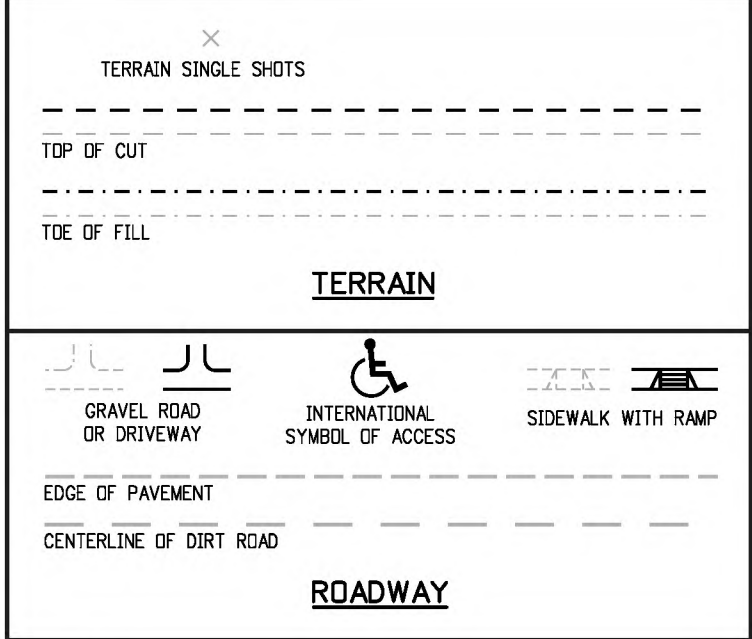 TERRAIN SINGLE SHOTS
TOP OF CUT
TOE OF FILL
TERRAIN
GRAVEL ROAD
OR DRIVEWAY
INTERNATIONAL
SYMBOL OF ACCESS
SIDEWALK WITH RAMP
EDGE OF PAVEMENT
CENTERLINE OF DIRT ROAD
ROADWAY